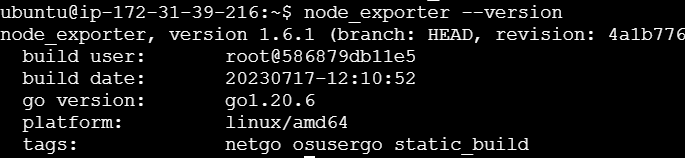 ubuntu@ip-172-31-39-216:~$ node_exporter --version
node_exporter, version 1.6.1 (branch: HEAD, revision: 4a1b776
build user: root@586879db11e5
build date: 20230717-12:10:52
go version: go1.20.6
platform: linux/amd64
tags: netgo osusergo static_build